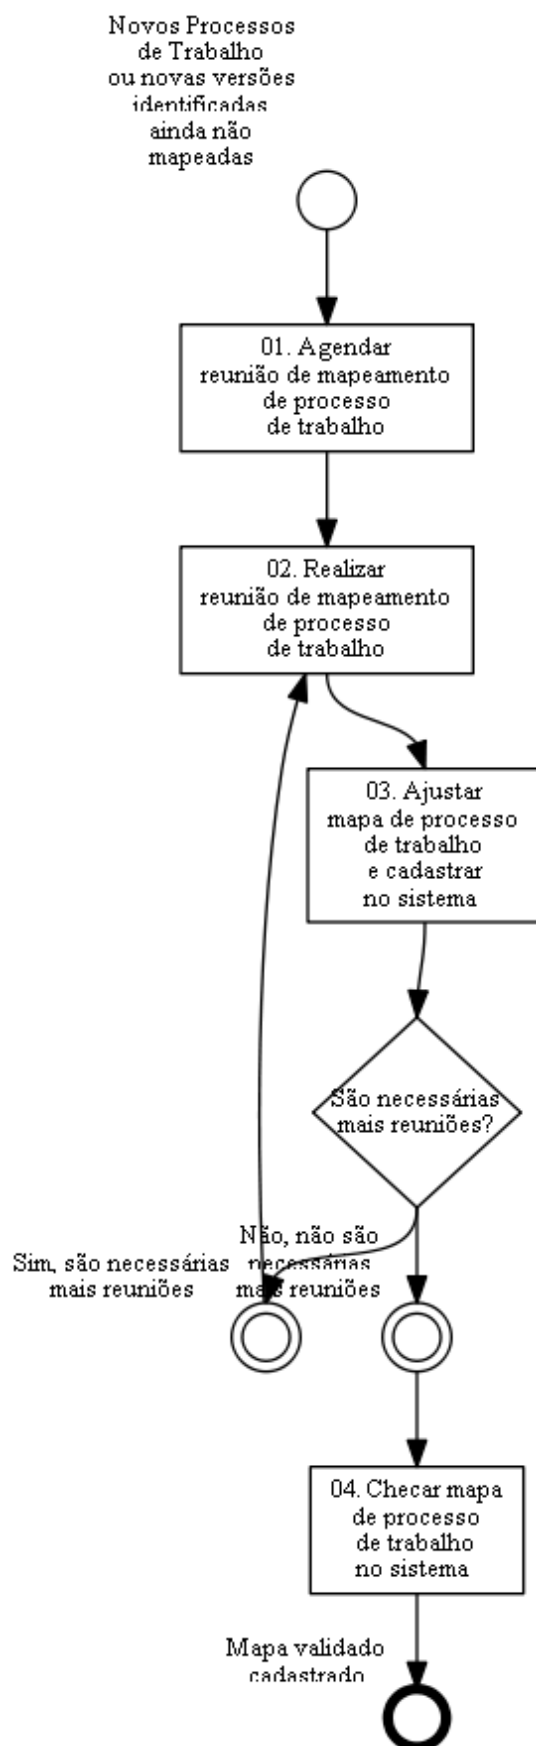 Novos Processos
de Trabalho
ou novas versões
identificadas
ainda não
mapeadas
01. Agendar
reunião de mapeamento
de processo
de trabalho
02. Realizar
reunião de mapeamento
de processo
de trabalho
03. Ajustar
mapa de processo
de trabalho
e cadastrar
no sistema
São necessárias
mais reuniões?
Sim, são necessárias
mais reuniões
Não, não são
necessárias
mais reuniões
04. Checar mapa
de processo
de trabalho
no sistema
Mapa validado
cadastrado